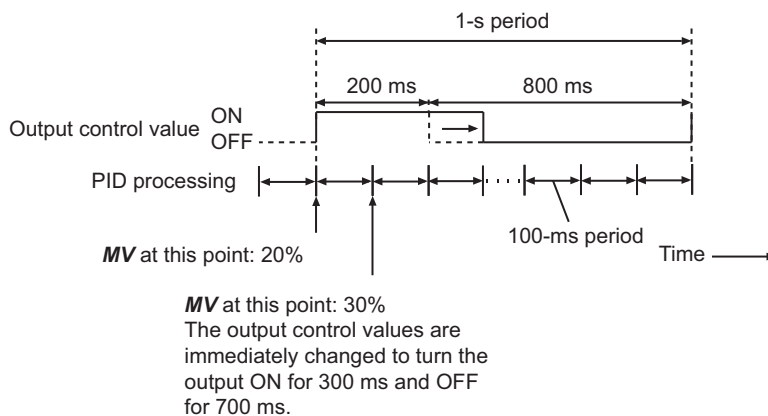 1-s period
200 ms
800 ms
Output control value
ON
OFF
PID processing
100-ms period
MV at this point: 20%
Time
MV at this point: 30%
The output control values are
immediately changed to turn the
output ON for 300 ms and OFF
for 700 ms.